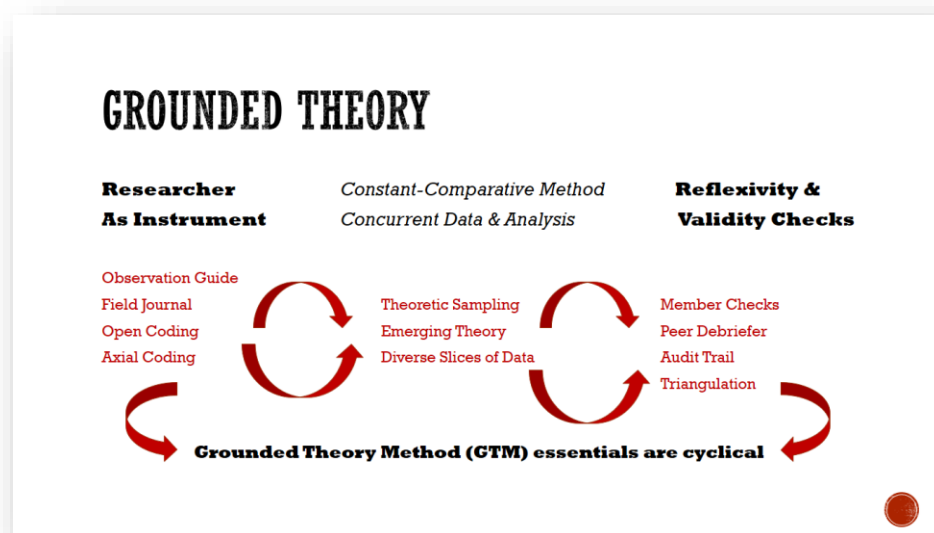 GROUNDED THEORY
Researcher
As Instrument
Constant-Comparative Method
Concurrent Data & Analysis
Reflexivity &
Validity Checks
Observation Guide
Field Journal
Open Coding
Axial Coding
Theoretic Sampling
Emerging Theory
Diverse Slices of Data
Member Checks
Peer Debriefer
Audit Trail
Triangulation
Grounded Theory Method (GTM) essentials are cyclical